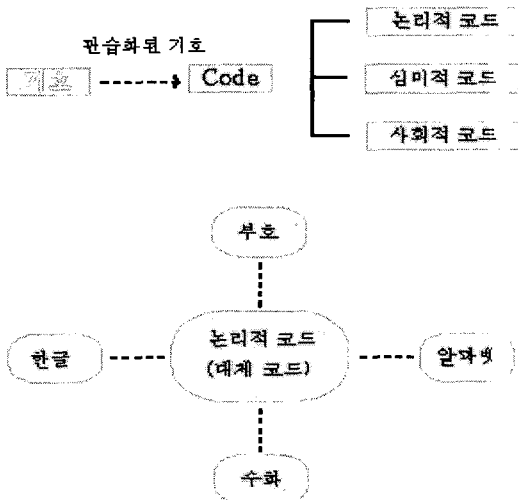 관습화된 기호
기호
Code
논리적 코드
심미적 코드
사회적 코드
부호
한글
논리적 코드
(대체 코드)
알파벳
수화